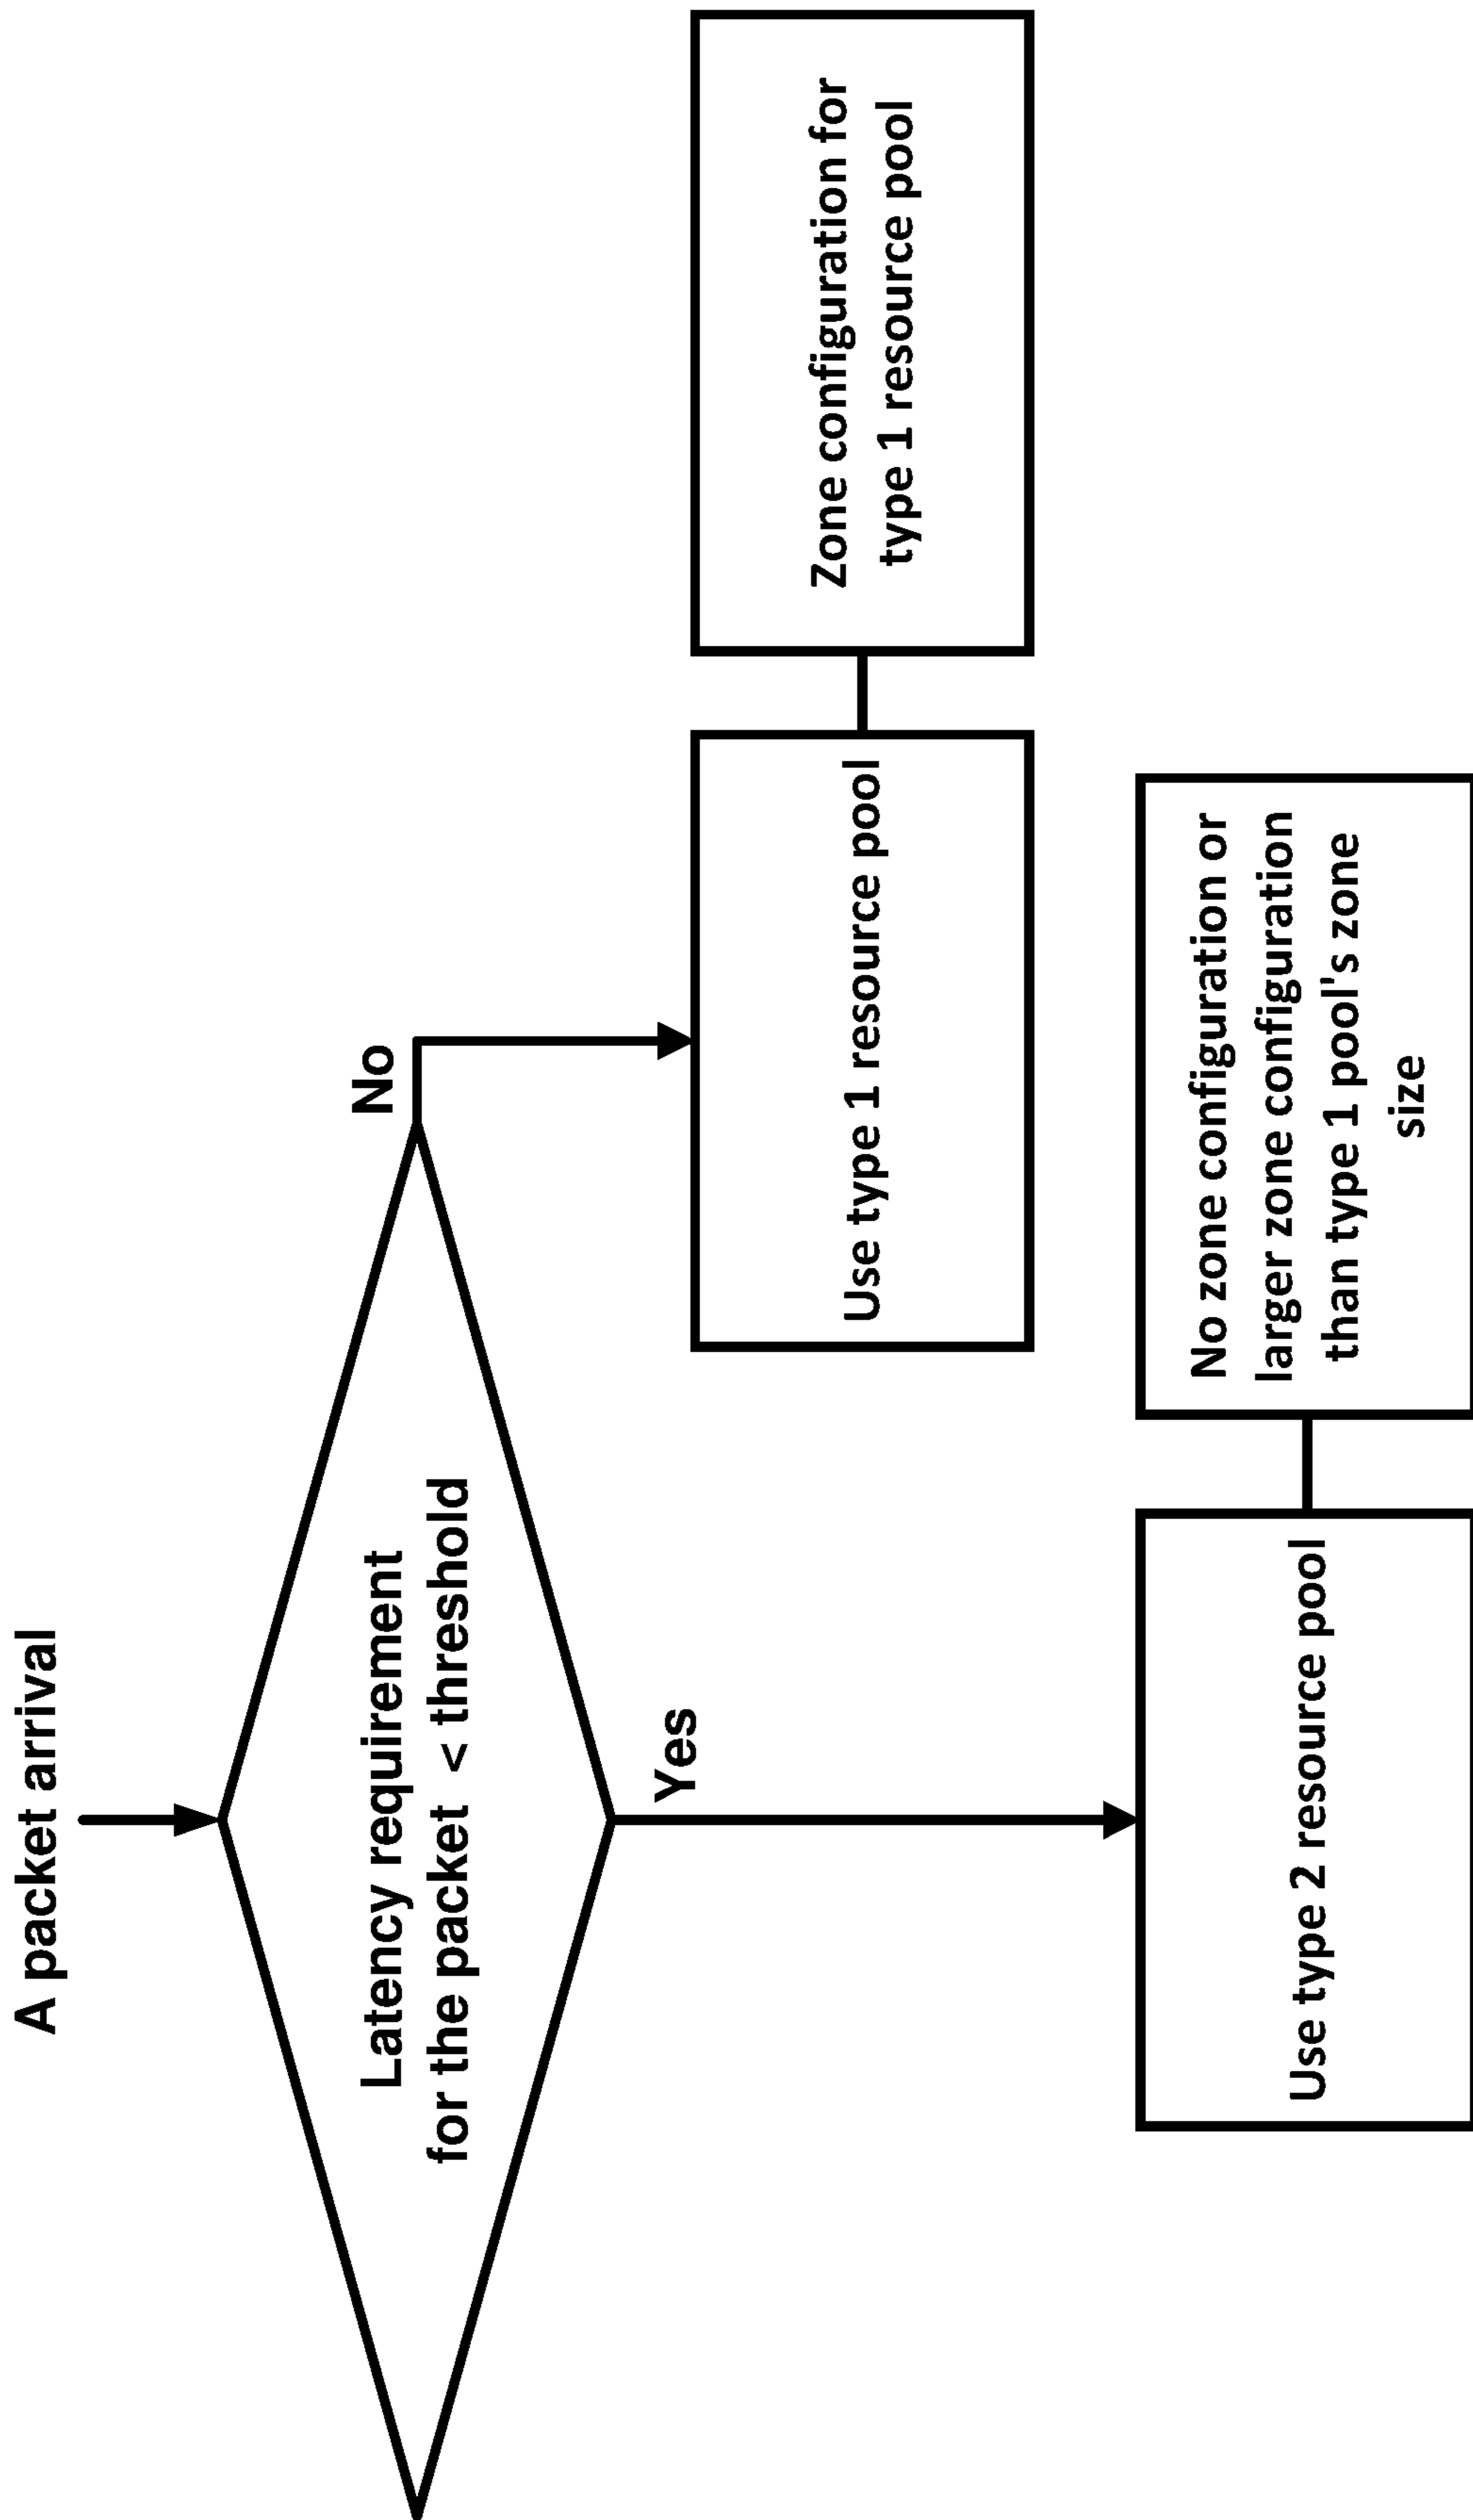 A packet arrival
Latency requirement
for the packet < threshold
No
Yes
Use type 1 resource pool
Zone configuration for
type 1 resource pool
Use type 2 resource pool
No zone configuration or
larger zone configuration
than type 1 pool's zone
size